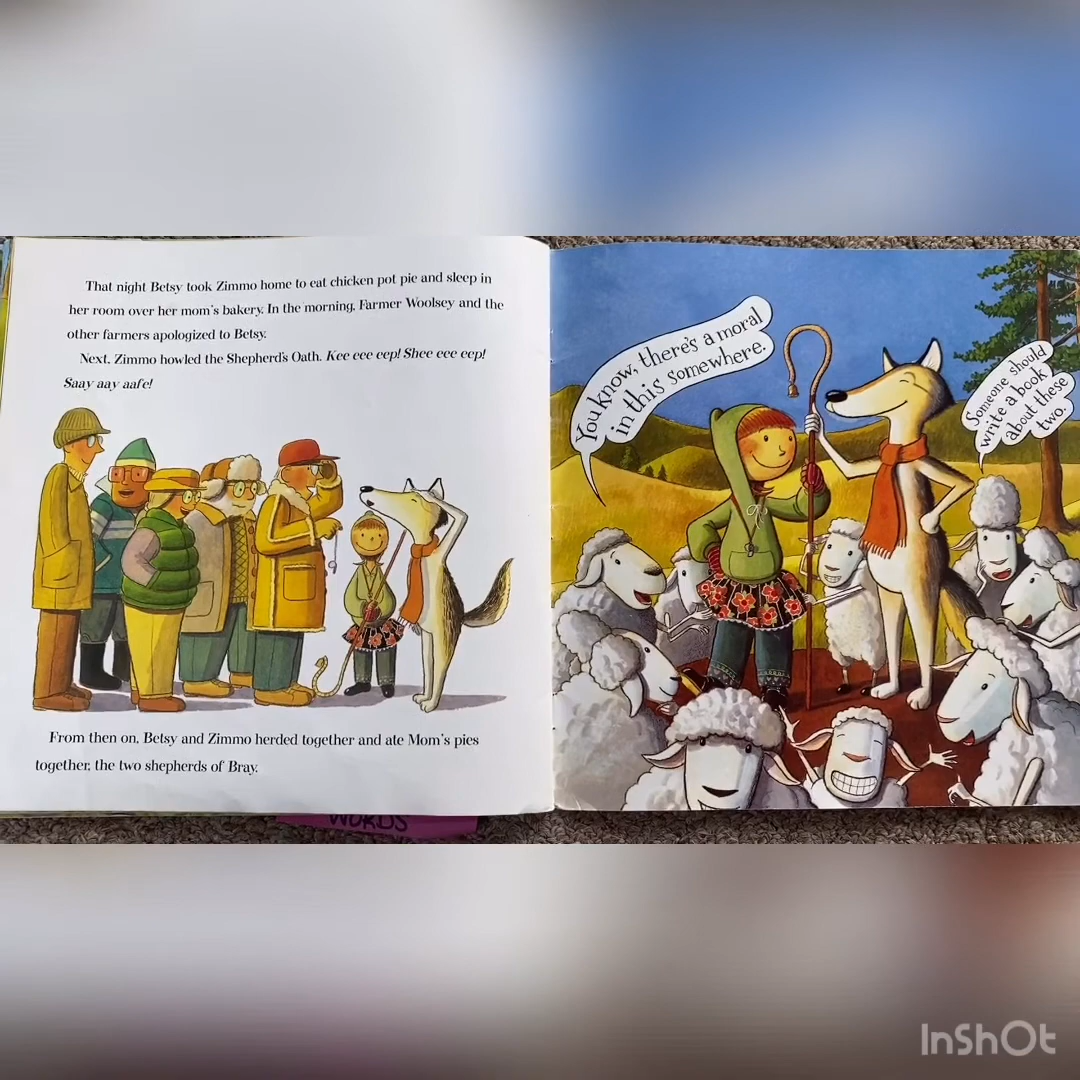 That night Betsy took Zimmo home to eat chicken pot pie and sleep in
her room over her mom's bakery. In the morning, Farmer Woolsey and the
other farmers apologized to Betsy.
Next, Zimmo howled the Shepherd's Oath. Kee eee eep! Shee eee eep!
Saay aay aafe!
From then on, Betsy and Zimmo herded together and ate Mom's pies
together, the two shepherds of Bray.
You know, there's a moral
in this somewhere.
Someone should
write a book
about these
two.
WORDS
InShOt